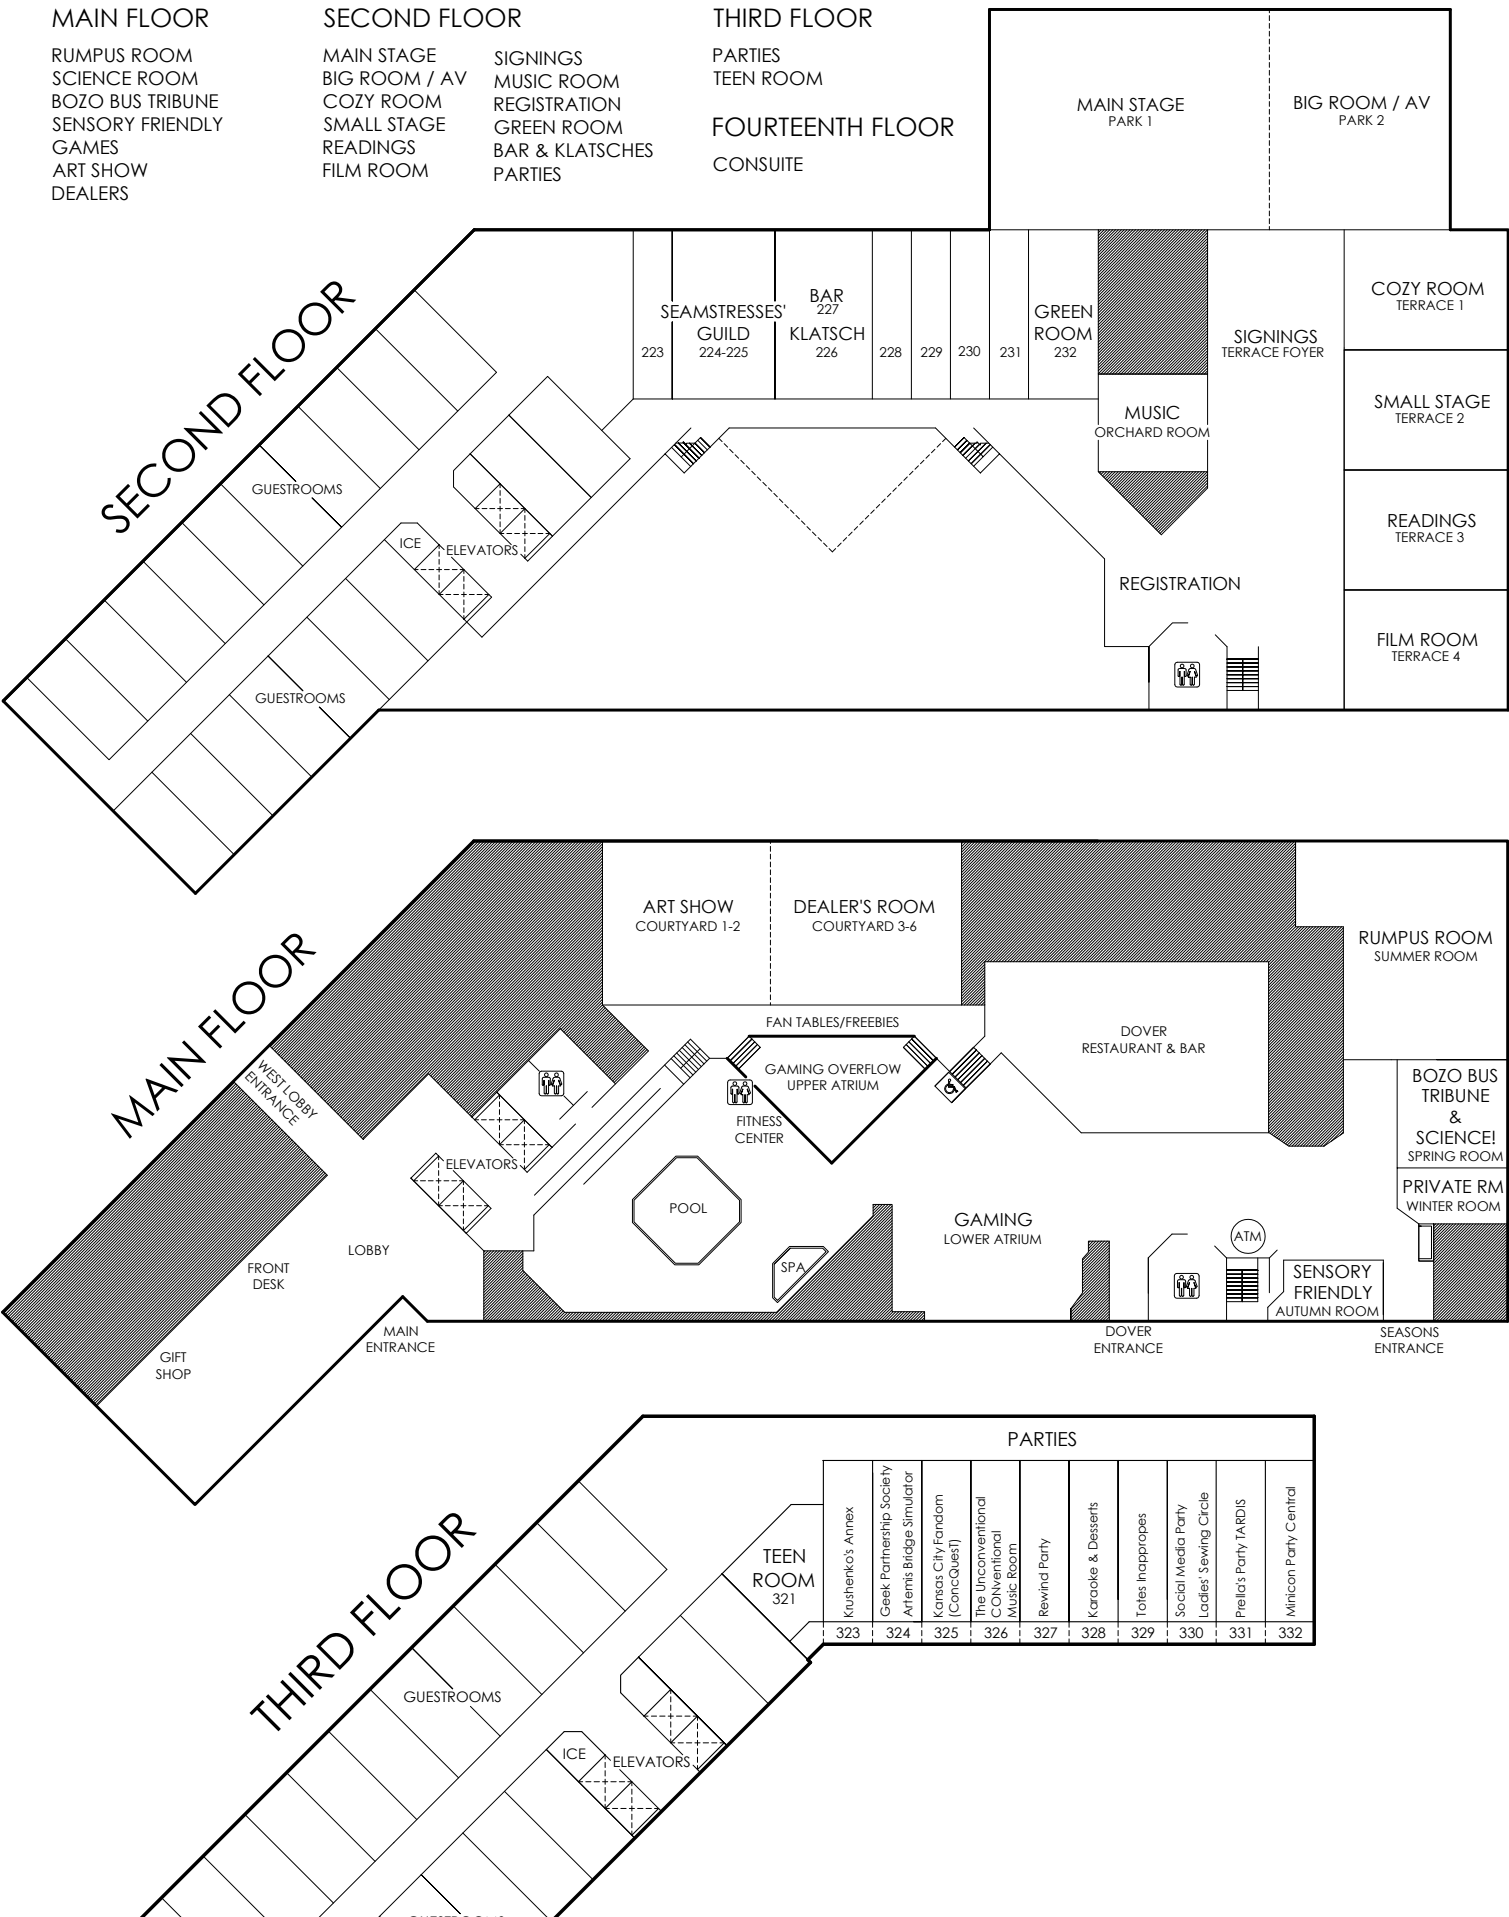 MAIN FLOOR
RUMPUS ROOM
SCIENCE ROOM
BOZO BUS TRIBUNE
SENSORY FRIENDLY
GAMES
ART SHOW
DEALERS
SECOND FLOOR
MAIN STAGE
BIG ROOM / AV
COZY ROOM
SMALL STAGE
READINGS
FILM ROOM
SIGNINGS
MUSIC ROOM
REGISTRATION
GREEN ROOM
BAR & KLATSCHES
PARTIES
THIRD FLOOR
PARTIES
TEEN ROOM
FOURTEENTH FLOOR
CONSUITE
SECOND FLOOR
MAIN STAGE
PARK 1
BIG ROOM / AV
PARK 2
223
SEAMSTRESSES'
GUILD
224-225
BAR
227
KLATSCH
226
228
229
230
231
GREEN
ROOM
232
MUSIC
ORCHARD ROOM
SIGNINGS
TERRACE FOYER
COZY ROOM
TERRACE 1
SMALL STAGE
TERRACE 2
READINGS
TERRACE 3
FILM ROOM
TERRACE 4
REGISTRATION
GUESTROOMS
ICE
ELEVATORS
GUESTROOMS
MAIN FLOOR
ART SHOW
COURTYARD 1-2
DEALER'S ROOM
COURTYARD 3-6
RUMPUS ROOM
SUMMER ROOM
FAN TABLES/FREEBIES
GAMING OVERFLOW
UPPER ATRIUM
DOVER
RESTAURANT & BAR
BOZO BUS
TRIBUNE
&
SCIENCE!
SPRING ROOM
PRIVATE RM
WINTER ROOM
WEST LOBBY
ENTRANCE
FITNESS
CENTER
ELEVATORS
POOL
SPA
GAMING
LOWER ATRIUM
ATM
SENSORY
FRIENDLY
AUTUMN ROOM
LOBBY
FRONT
DESK
GIFT
SHOP
MAIN
ENTRANCE
DOVER
ENTRANCE
SEASONS
ENTRANCE
THIRD FLOOR
PARTIES
TEEN
ROOM
321
Krushenko's Annex
323
Geek Partnership Society
Artemis Bridge Simulator
324
Kansas City Fandom
(ConcQuesT)
325
The Unconventional
CONventional
Music Room
326
Rewind Party
327
Karaoke & Desserts
328
Totes Inappropes
329
Social Media Party
Ladies' Sewing Circle
330
Prella's Party TARDIS
331
Minicon Party Central
332
GUESTROOMS
ICE
ELEVATORS